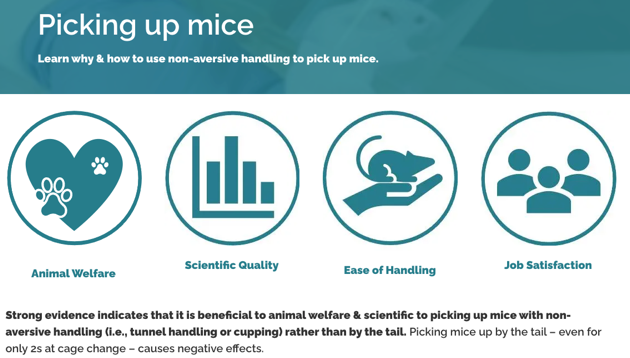 Picking up mice
Learn why & how to use non-aversive handling to pick up mice.
Animal Welfare
Scientific Quality
Ease of Handling
Job Satisfaction
Strong evidence indicates that it is beneficial to animal welfare & scientific to picking up mice with non-
aversive handling (i.e., tunnel handling or cupping) rather than by the tail. Picking mice up by the tail – even for
only 2s at cage change – causes negative effects.